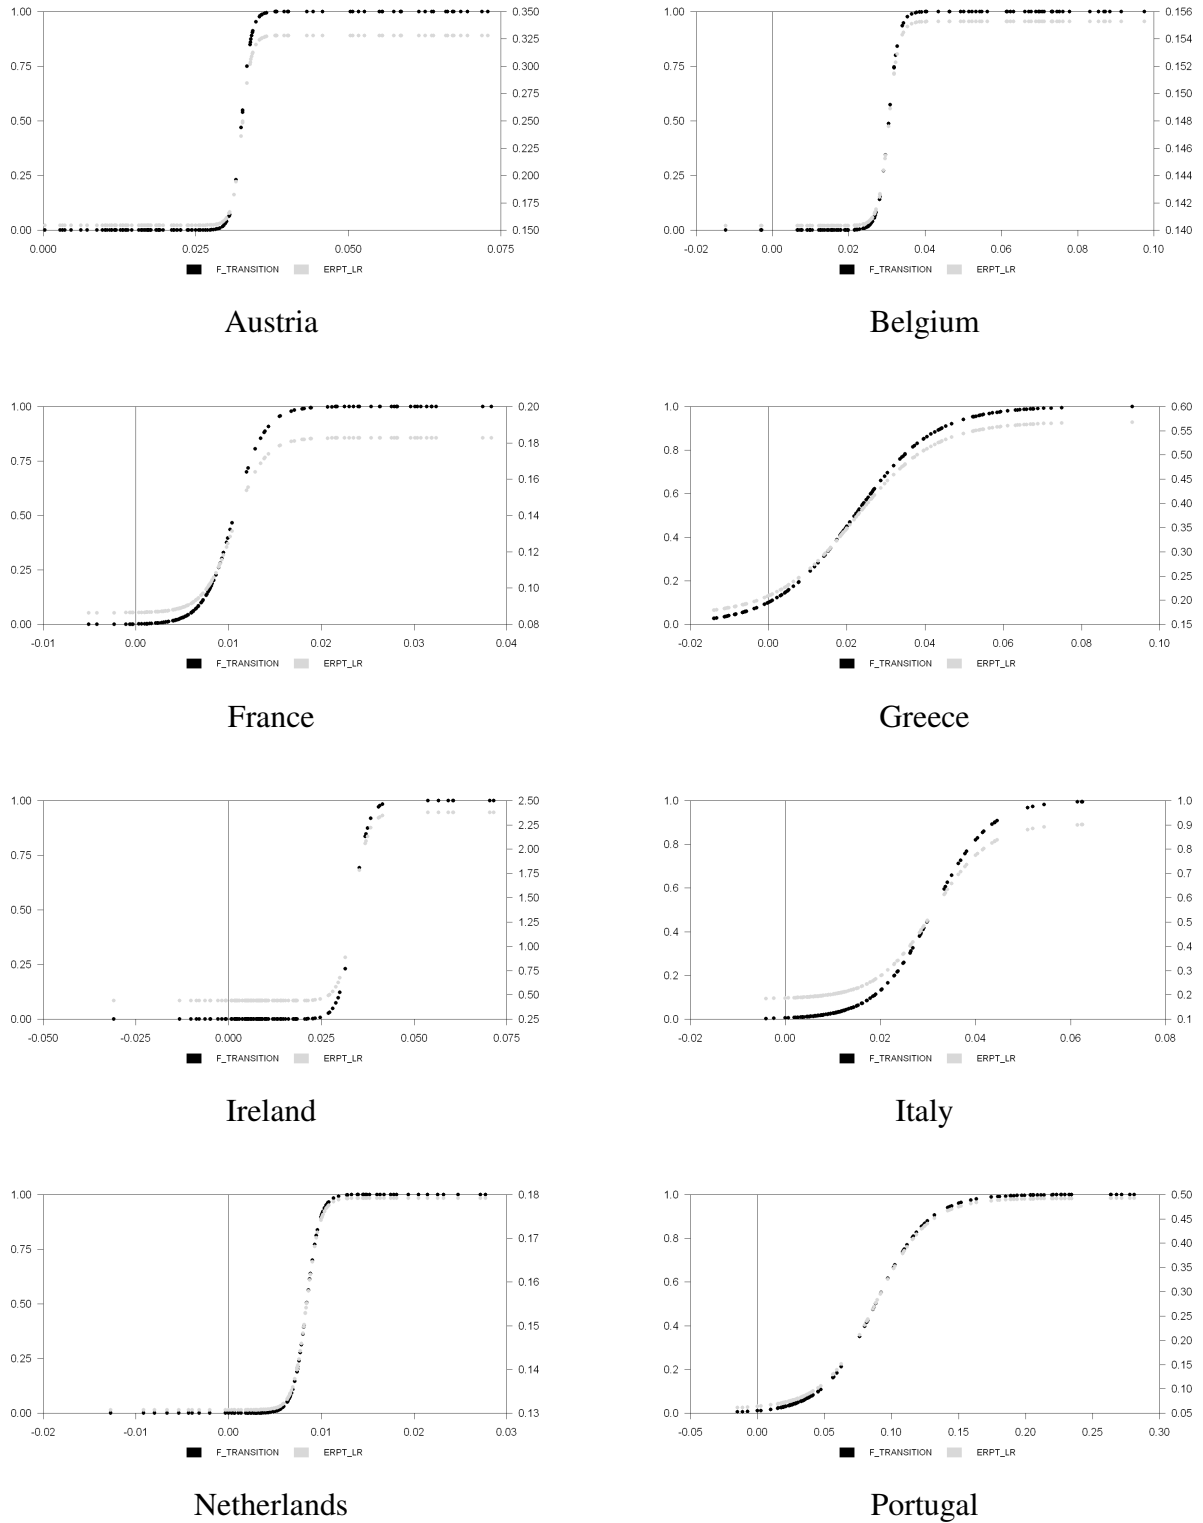 1.00 0.350 1.00 0.156
0.325 0.154
0.75 0.300 0.75 0.152
0.275 0.150
0.50 0.250 0.50 0.148
0.225 0.146
0.25 0.200 0.25 0.144
0.175 0.141
0.00 0.150 0.00 0.140
0.000 0.025 0.050 0.075 -0.02 0.00 0.02 0.04 0.06 0.08 0.10
F_TRANSITION ERPT_LR F_TRANSITION ERPT_LR
Austria Belgium
1.00 0.20 1.0 0.60
0.55
0.18 0.8 0.50
0.75 0.16 0.45
0.6 0.40
0.50 0.14 0.35
0.4 0.30
0.12
0.25 0.25
0.10 0.2 0.20
0.00 0.08 0.0 0.15
-0.01 0.00 0.01 0.02 0.03 0.04 -0.02 0.00 0.02 0.04 0.06 0.08 0.10
F_TRANSITION ERPT_LR F_TRANSITION ERPT_LR
France Greece
1.00 2.50 1.0 1.0
2.25 0.9
2.00 0.8 0.8
0.75 1.75 0.7
1.50 0.6 0.6
0.50 1.25 0.5
1.00 0.4 0.4
0.25 0.75 0.3
0.50 0.2 0.2
0.00 0.25 0.0 0.1
-0.050 -0.025 0.000 0.025 0.050 0.075 -0.02 0.00 0.02 0.04 0.06 0.08
F_TRANSITION ERPT_LR F_TRANSITION ERPT_LR
Ireland Italy
1.00 0.18 1.0 0.50
0.45
0.17 0.8 0.40
0.75 0.35
0.16 0.6 0.30
0.50 0.25
0.15 0.4 0.20
0.25 0.15
0.14 0.2 0.10
0.00 0.13 0.0 0.05
-0.02 -0.01 0.00 0.01 0.02 0.03 -0.05 0.00 0.05 0.10 0.15 0.20 0.25 0.30
F_TRANSITION ERPT_LR F_TRANSITION ERPT_LR
Netherlands Portugal